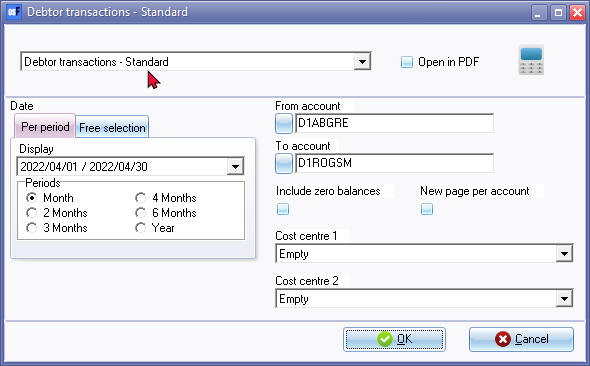 Debtor transactions - Standard
Debtor transactions - Standard
Open in PDF
Date
Per period
Free selection
Display
2022/04/01 / 2022/04/30
Periods
Month
4 Months
2 Months
6 Months
3 Months
Year
From account
D1ABGRE
To account
D1ROGSM
Include zero balances
New page per account
Cost centre 1
Empty
Cost centre 2
Empty
OK
Cancel